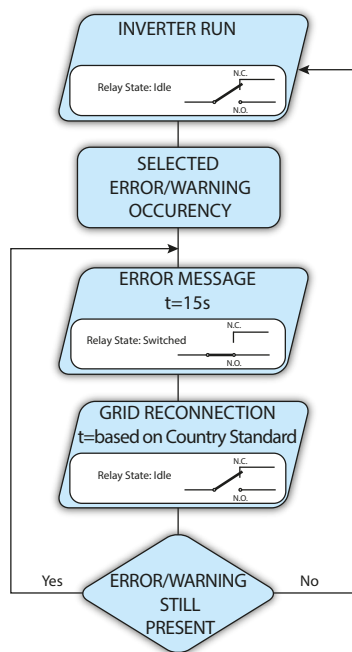 INVERTER RUN
N.C.
Relay State: Idle
N.O.
SELECTED
ERROR/WARNING
OCCURENCY
ERROR MESSAGE
t=15s
N.C.
Relay State: Switched
N.O.
GRID RECONNECTION
t=based on Country Standard
N.C.
Relay State: Idle
N.O.
Yes
ERROR/WARNING
STILL
PRESENT
No